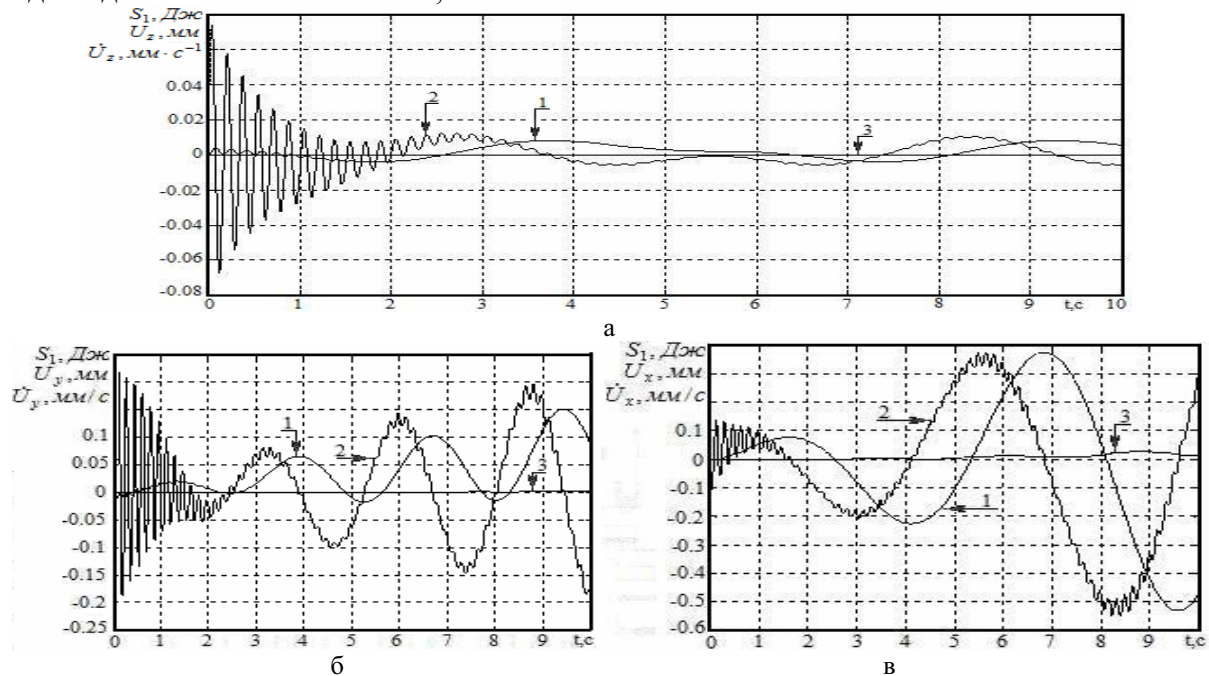 S₁, Дж
U_z, мм
U̇_z, мм · с⁻¹
0.04
0.02
0
-0.02
-0.04
-0.06
-0.08
2
1
3
0 1 2 3 4 5 6 7 8 9 t,c 10
а
S₁, Дж
U_y, мм
U̇_y, мм/с
0.1
0.05
0
-0.05
-0.1
-0.15
-0.2
-0.25
1
2
3
0 1 2 3 4 5 6 7 8 9 t,c
б
S₁, Дж
U_x, мм
U̇_x, мм/с
0.1
0
-0.1
-0.2
-0.3
-0.4
-0.5
-0.6
2
3
1
0 1 2 3 4 5 6 7 8 9 t,c
в